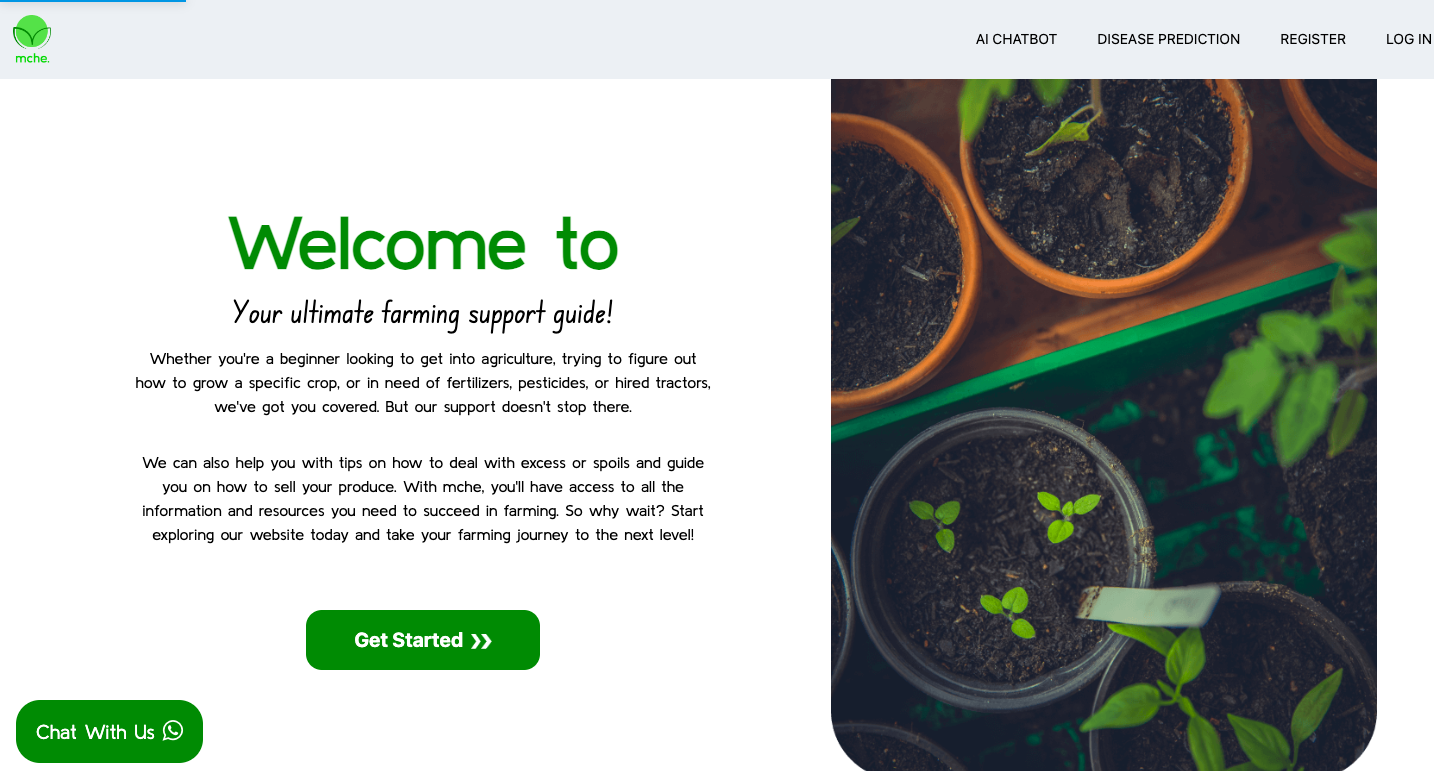 mche.
AI CHATBOT
DISEASE PREDICTION
REGISTER
LOG IN
Welcome to
Your ultimate farming support guide!
Whether you're a beginner looking to get into agriculture, trying to figure out
how to grow a specific crop, or in need of fertilizers, pesticides, or hired tractors,
we've got you covered. But our support doesn't stop there.
We can also help you with tips on how to deal with excess or spoils and guide
you on how to sell your produce. With mche, you'll have access to all the
information and resources you need to succeed in farming. So why wait? Start
exploring our website today and take your farming journey to the next level!
Get Started
Chat With Us